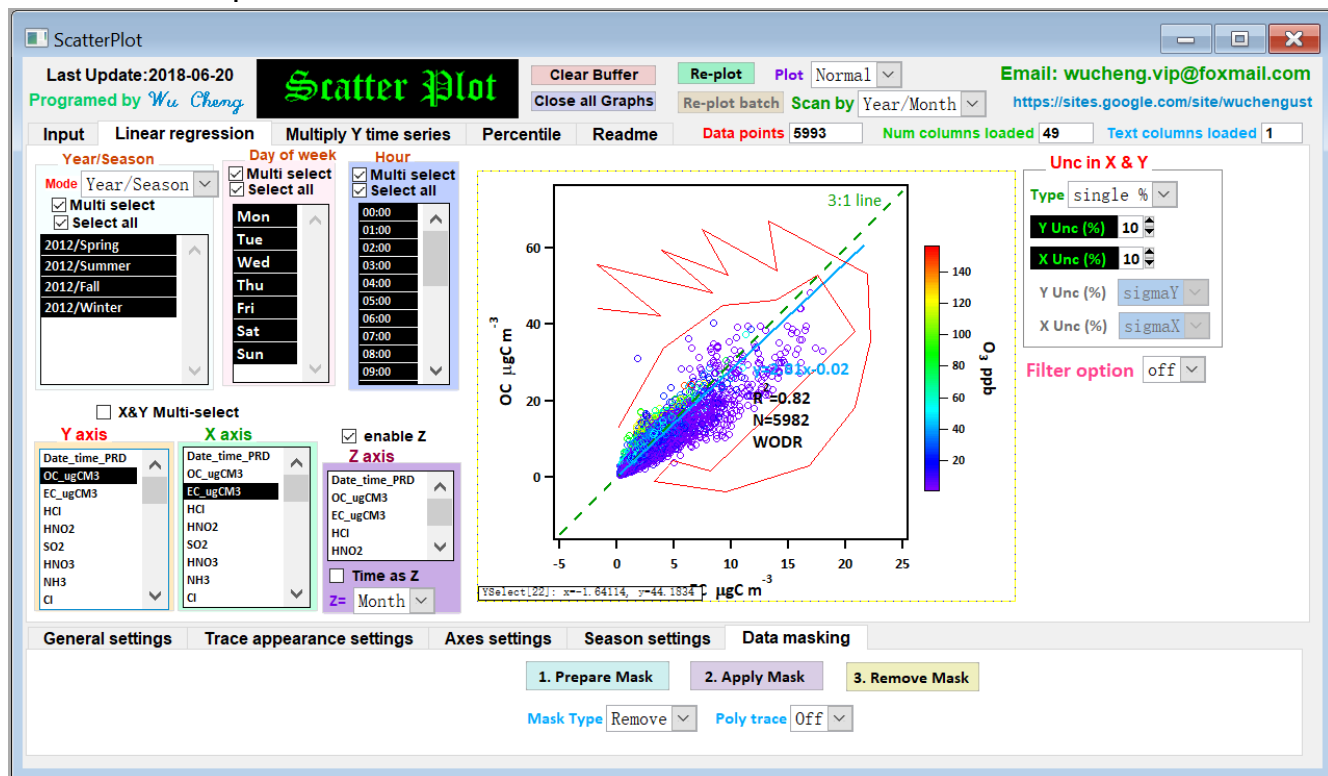 ScatterPlot
Last Update:2018-06-20
Programed by Wu Cheng
Scatter Plot
Clear Buffer
Close all Graphs
Re-plot
Plot Normal
Re-plot batch
Scan by Year/Month
Email: wucheng.vip@foxmail.com
https://sites.google.com/site/wuchengust
Input
Linear regression
Multiply Y time series
Percentile
Readme
Data points 5993
Num columns loaded 49
Text columns loaded 1
Year/Season
Mode Year/Season
Multi select
Select all
2012/Spring
2012/Summer
2012/Fall
2012/Winter
Day of week
Multi select
Select all
Mon
Tue
Wed
Thu
Fri
Sat
Sun
Hour
Multi select
Select all
00:00
01:00
02:00
03:00
04:00
05:00
06:00
07:00
08:00
09:00
X&Y Multi-select
Y axis
Date_time_PRD
OC_ugCM3
EC_ugCM3
HCl
HNO2
SO2
HNO3
NH3
Cl
X axis
Date_time_PRD
OC_ugCM3
EC_ugCM3
HCl
HNO2
SO2
HNO3
NH3
Cl
enable Z
Z axis
Date_time_PRD
OC_ugCM3
EC_ugCM3
HCl
HNO2
Time as Z
Z= Month
3:1 line
60
40
20
0
OC μgC m-3
-5
0
5
10
15
20
25
μgC m-3
x-0.02
R2=0.82
N=5982
WODR
140
120
100
80
60
40
20
O3 ppb
YSelect[22]: x=-1.64114, y=44.1834
Unc in X & Y
Type single %
Y Unc (%) 10
X Unc (%) 10
Y Unc (%) sigmaY
X Unc (%) sigmaX
Filter option off
General settings
Trace appearance settings
Axes settings
Season settings
Data masking
1. Prepare Mask
2. Apply Mask
3. Remove Mask
Mask Type Remove
Poly trace Off